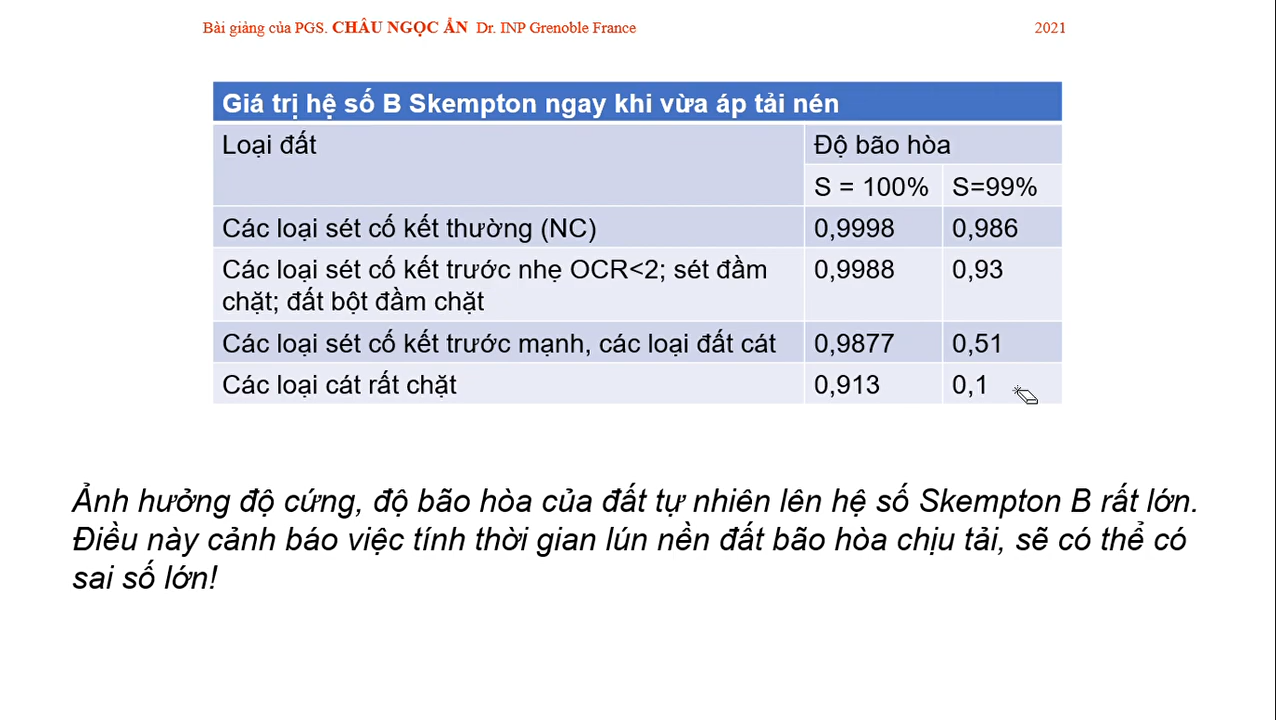 Bài giảng của PGS. CHÂU NGỌC ẨN Dr. INP Grenoble France 2021
Giá trị hệ số B Skempton ngay khi vừa áp tải nén
Loại đất Độ bão hòa
S = 100% S=99%
Các loại sét cố kết thường (NC) 0,9998 0,986
Các loại sét cố kết trước nhẹ OCR<2; sét đầm 0,9988 0,93
chặt; đất bột đầm chặt
Các loại sét cố kết trước mạnh, các loại đất cát 0,9877 0,51
Các loại cát rất chặt 0,913 0,1
Ảnh hưởng độ cứng, độ bão hòa của đất tự nhiên lên hệ số Skempton B rất lớn.
Điều này cảnh báo việc tính thời gian lún nền đất bão hòa chịu tải, sẽ có thể có
sai số lớn!